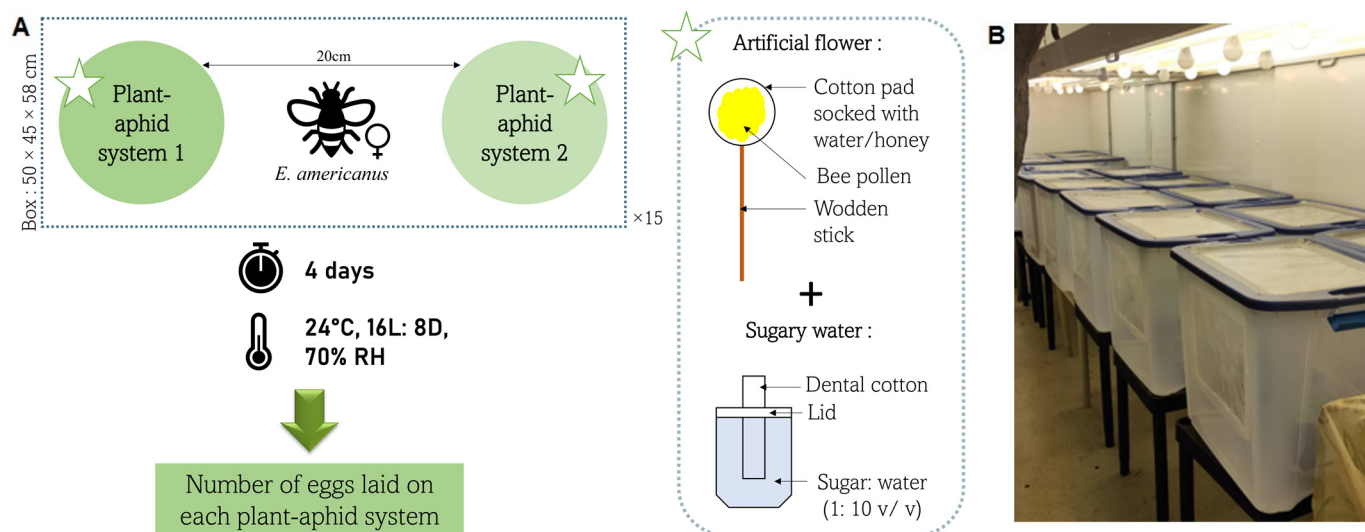 A
Box : 50 × 45 × 58 cm
Plant-
aphid
system 1
20cm
E. americanus
Plant-
aphid
system 2
×15
4 days
24°C, 16L: 8D,
70% RH
Number of eggs laid on
each plant-aphid system
Artificial flower :
Cotton pad
socked with
water/honey
Bee pollen
Wodden
stick
+
Sugary water :
Dental cotton
Lid
Sugar: water
(1: 10 v/ v)
B